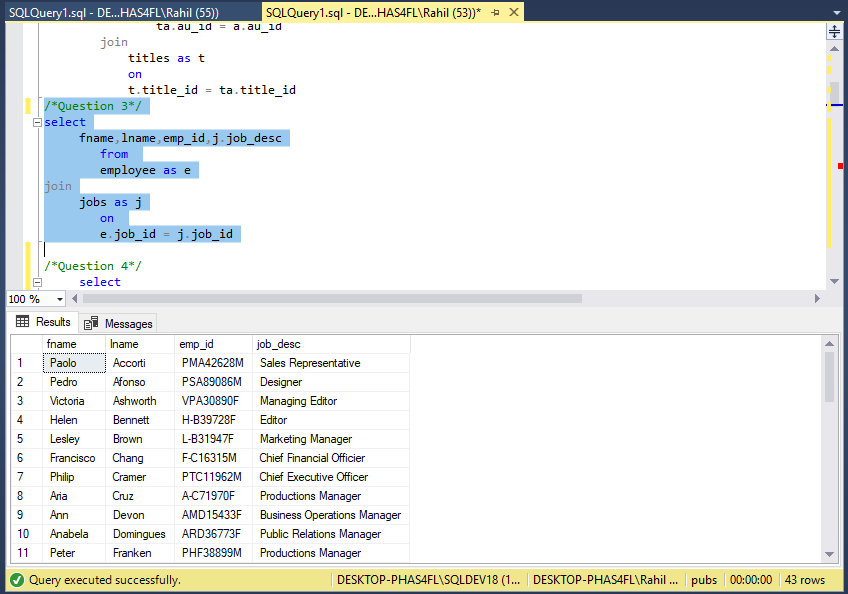 SQLQuery1.sql - DE...HAS4FL\Rahil (55))
SQLQuery1.sql - DE...HAS4FL\Rahil (53))*
ta.au_id = a.au_id
join
titles as t
on
t.title_id = ta.title_id
/*Question 3*/
select
fname,lname,emp_id,j.job_desc
from
employee as e
join
jobs as j
on
e.job_id = j.job_id
/*Question 4*/
select
100 %
Results Messages
fname lname emp_id job_desc
1 Paolo Accorti PMA42628M Sales Representative
2 Pedro Afonso PSA89086M Designer
3 Victoria Ashworth VPA30890F Managing Editor
4 Helen Bennett H-B39728F Editor
5 Lesley Brown L-B31947F Marketing Manager
6 Francisco Chang F-C16315M Chief Financial Officier
7 Philip Cramer PTC11962M Chief Executive Officer
8 Aria Cruz A-C71970F Productions Manager
9 Ann Devon AMD15433F Business Operations Manager
10 Anabela Domingues ARD36773F Public Relations Manager
11 Peter Franken PHF38899M Productions Manager
Query executed successfully. DESKTOP-PHAS4FL\SQLDEV18 (1... DESKTOP-PHAS4FL\Rahil ... pubs 00:00:00 43 rows